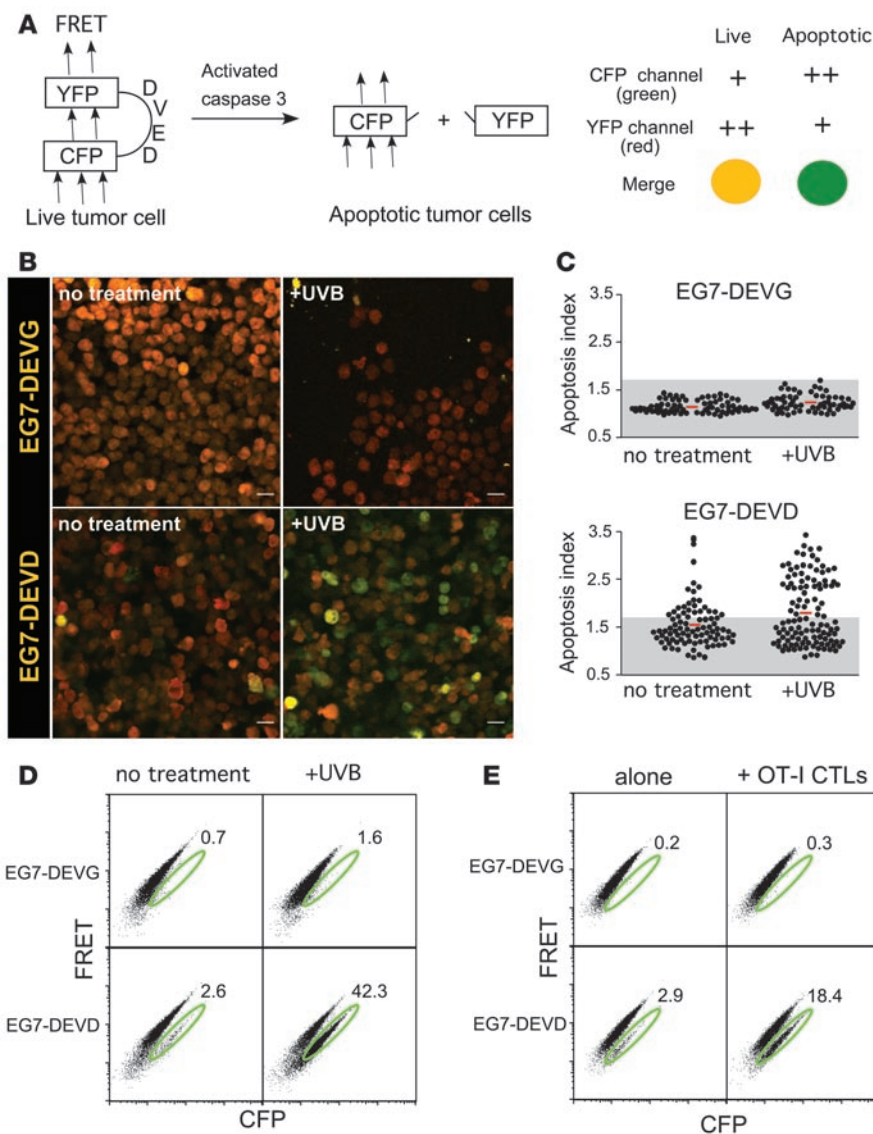 A
FRET
YFP
CFP
D
V
E
D
Live tumor cell
Activated
caspase 3
CFP
+
YFP
Apoptotic tumor cells
Live Apoptotic
CFP channel + ++
(green)
YFP channel ++ +
(red)
Merge
B
EG7-DEVG
no treatment
+UVB
EG7-DEVD
no treatment
+UVB
C
EG7-DEVG
Apoptosis index
3.5
2.5
1.5
0.5
no treatment +UVB
EG7-DEVD
Apoptosis index
3.5
2.5
1.5
0.5
no treatment +UVB
D
no treatment +UVB
EG7-DEVG
0.7
1.6
EG7-DEVD
2.6
42.3
FRET
CFP
E
alone + OT-I CTLs
EG7-DEVG
0.2
0.3
EG7-DEVD
2.9
18.4
FRET
CFP